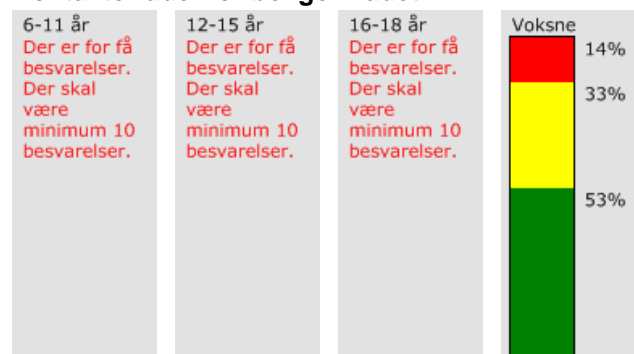 6-11 år
Der er for få
besvarelser.
Der skal
være
minimum 10
besvarelser.
12-15 år
Der er for få
besvarelser.
Der skal
være
minimum 10
besvarelser.
16-18 år
Der er for få
besvarelser.
Der skal
være
minimum 10
besvarelser.
Voksne
14%
33%
53%